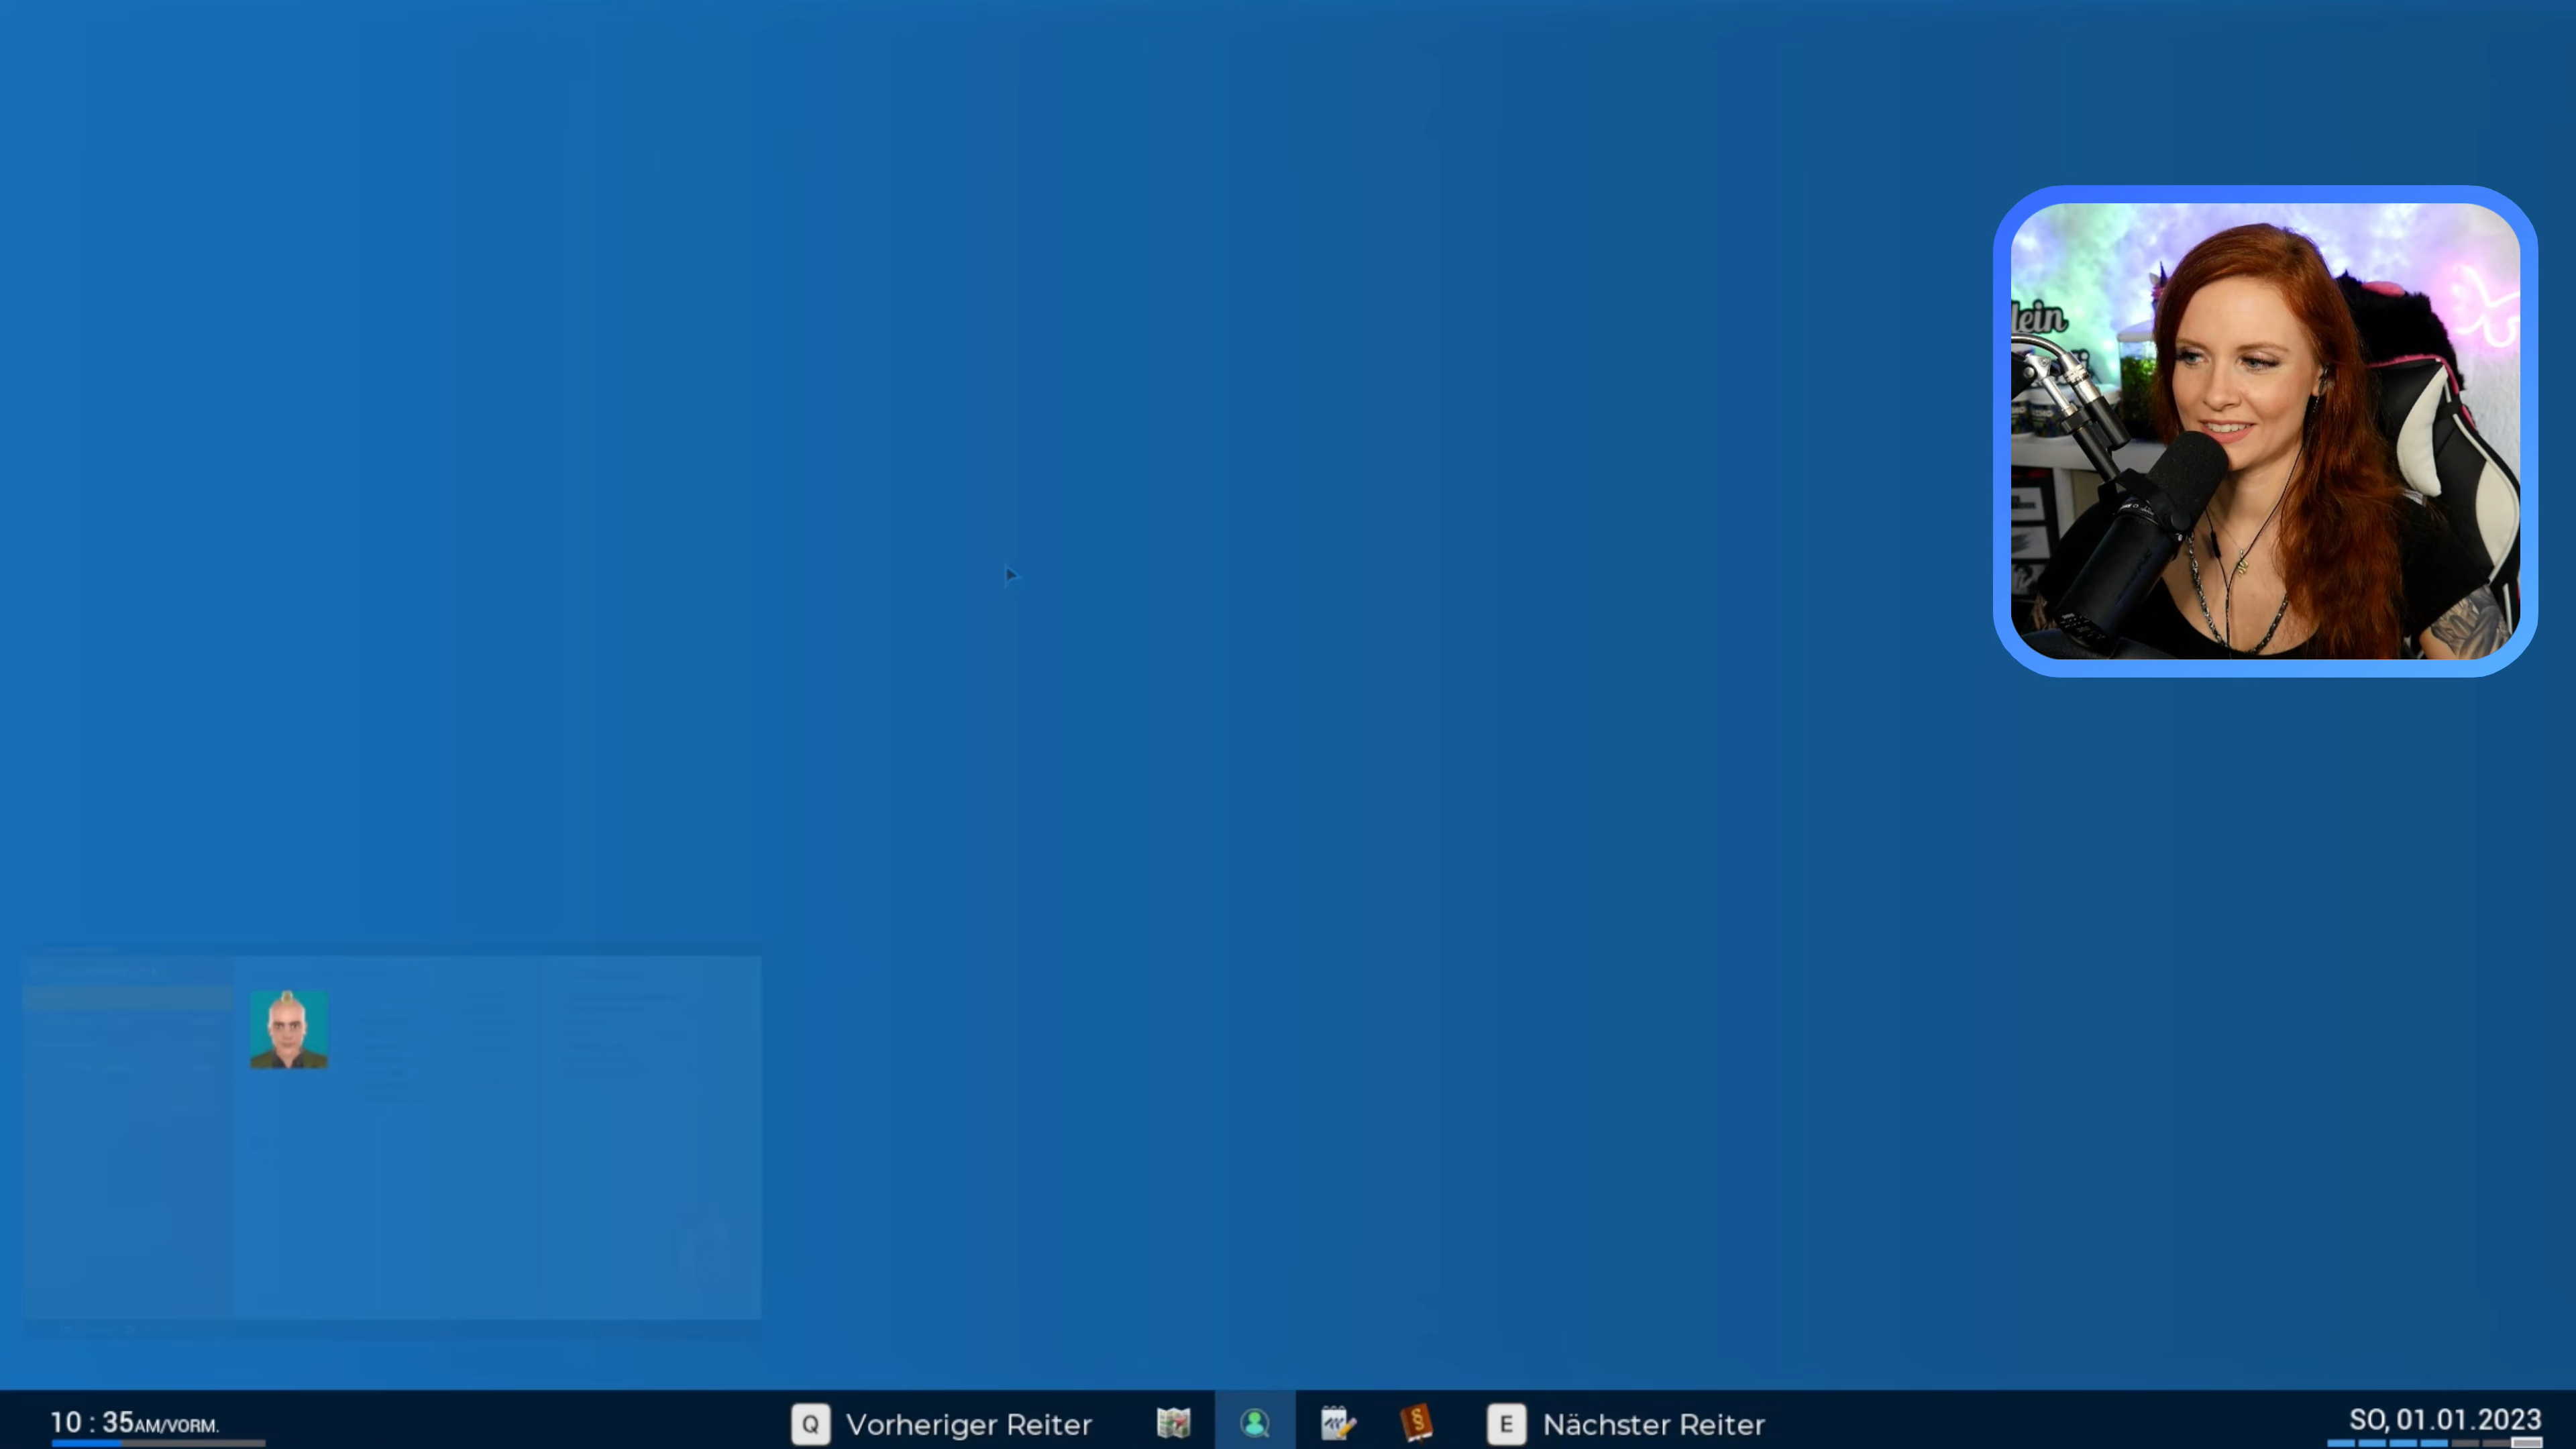 lein
10 : 35AM/VORM.
Q Vorheriger Reiter
§
E Nächster Reiter
SO, 01.01.2023